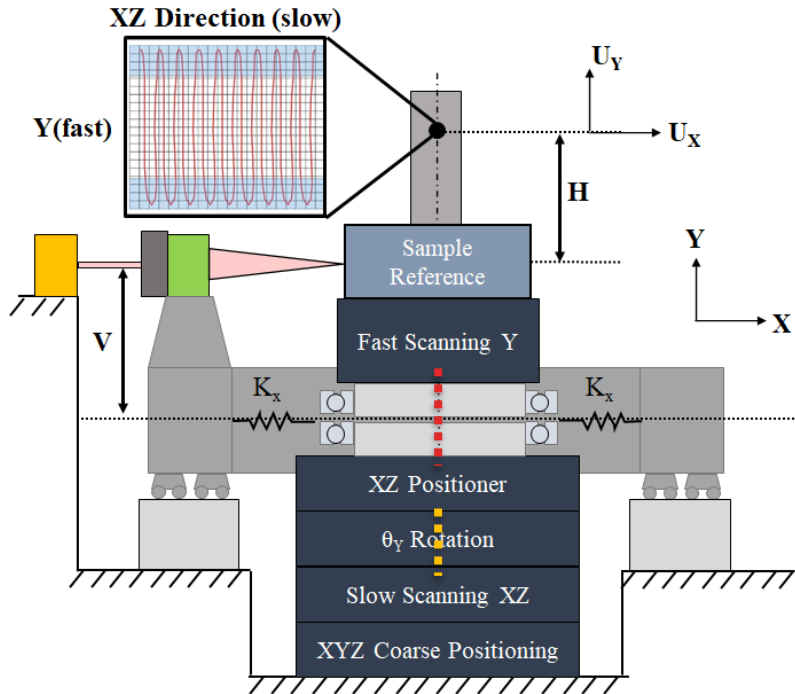 XZ Direction (slow)
Y(fast)
U_Y
U_X
H
Sample
Reference
Y
X
V
Fast Scanning Y
K_x
K_x
XZ Positioner
θ_Y Rotation
Slow Scanning XZ
XYZ Coarse Positioning